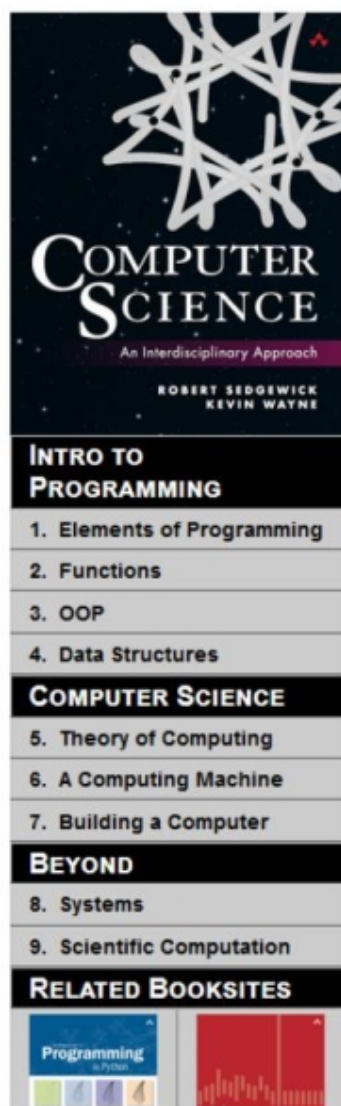 COMPUTER
SCIENCE
An Interdisciplinary Approach
ROBERT SEDGEWICK
KEVIN WAYNE
INTRO TO
PROGRAMMING
1. Elements of Programming
2. Functions
3. OOP
4. Data Structures
COMPUTER SCIENCE
5. Theory of Computing
6. A Computing Machine
7. Building a Computer
BEYOND
8. Systems
9. Scientific Computation
RELATED BOOKSITES
Programming
in Python